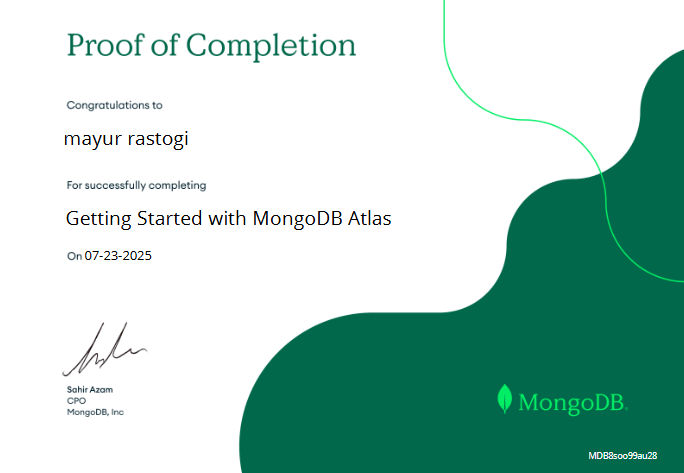 Proof of Completion
Congratulations to
mayur rastogi
For successfully completing
Getting Started with MongoDB Atlas
On 07-23-2025
Sahir Azam
CPO
MongoDB, Inc
MongoDB.
MDB8soo99au28